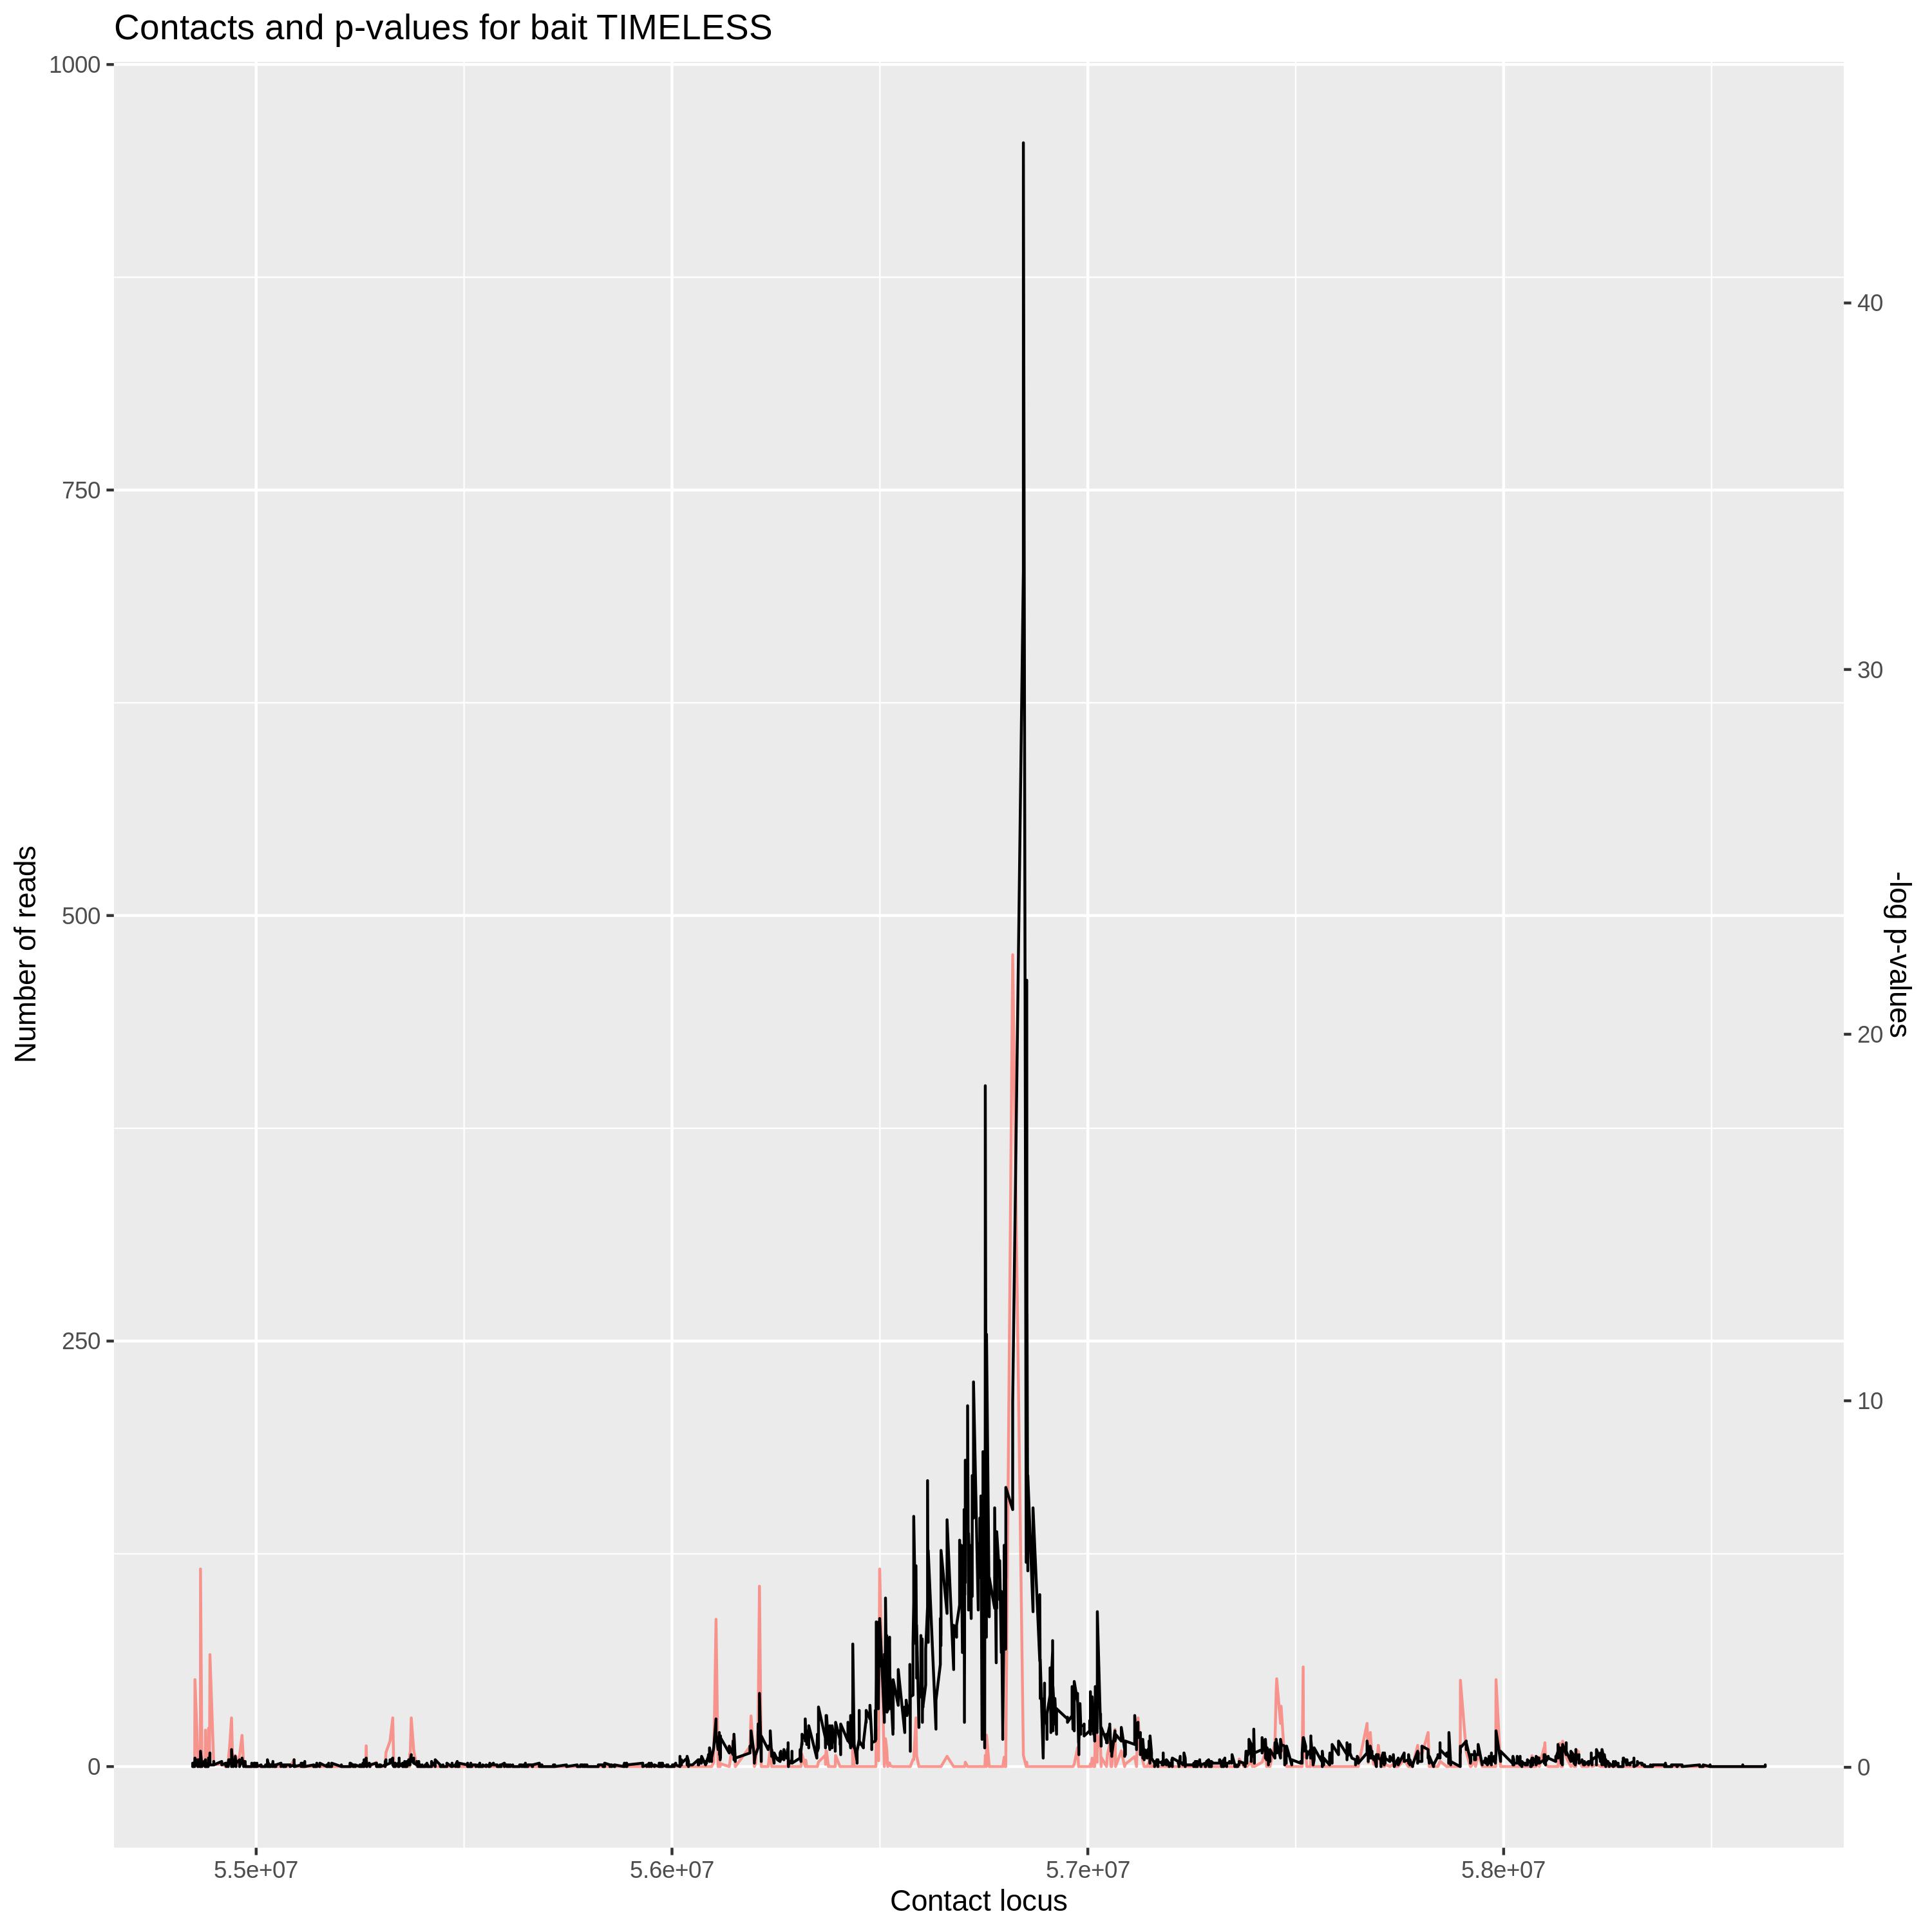 Contacts and p-values for bait TIMELESS
1000
750
500
250
0
Number of reads
40
30
20
10
0
-log p-values
5.5e+07
5.6e+07
5.7e+07
5.8e+07
Contact locus